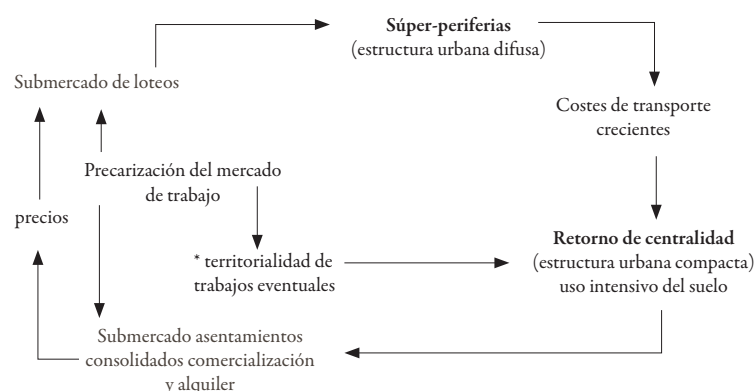 Súper-periferias
(estructura urbana difusa)
Submercado de loteos
Costes de transporte
crecientes
Precarización del mercado
de trabajo
precios
Retorno de centralidad
(estructura urbana compacta)
uso intensivo del suelo
* territorialidad de
trabajos eventuales
Submercado asentamientos
consolidados comercialización
y alquiler